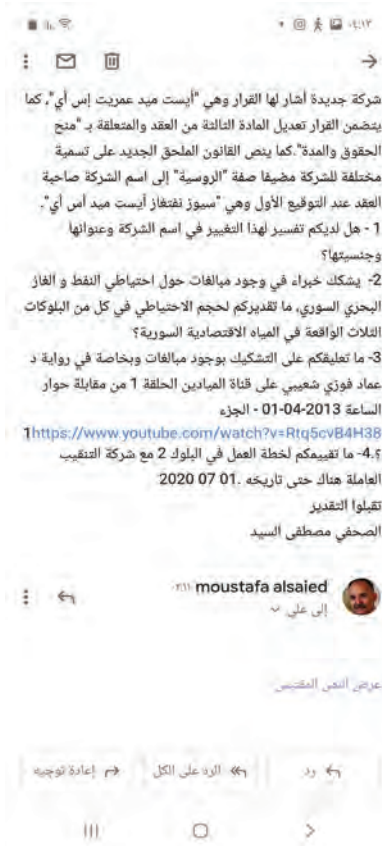 ٠٤:١٣
شركة جديدة أشار لها القرار وهي "أيست ميد عمريت إس أي"، كما
يتضمن القرار تعديل المادة الثالثة من العقد والمتعلقة بـ "منح
الحقوق والمدة". كما ينص القانون الملحق الجديد على تسمية
مختلفة للشركة مضيفا صفة "الروسية" إلى اسم الشركة صاحبة
العقد عند التوقيع الأول وهي "سيوز نفتغاز أيست ميد أس أي".
1 - هل لديكم تفسير لهذا التغيير في اسم الشركة وعنوانها
وجنسيتها؟
2- يشكك خبراء في وجود مبالغات حول احتياطي النفط و الغاز
البحري السوري، ما تقديركم لحجم الاحتياطي في كل من البلوكات
الثلاث الواقعة في المياه الاقتصادية السورية؟
3- ما تعليقكم على التشكيك بوجود مبالغات وبخاصة في رواية د
عماد فوزي شعيبي على قناة الميادين الحلقة 1 من مقابلة حوار
الساعة 2013-04-01 - الجزء
1https://www.youtube.com/watch?v=Rtq5cvB4H38
؟.4- ما تقييمكم لخطة العمل في البلوك 2 مع شركة التنقيب
العاملة هناك حتى تاريخه .01 07 2020
تقبلوا التقدير
الصحفي مصطفى السيد
moustafa alsaied
إلى علي
عرض النص المقتبس
رد
الرد على الكل
إعادة توجيه